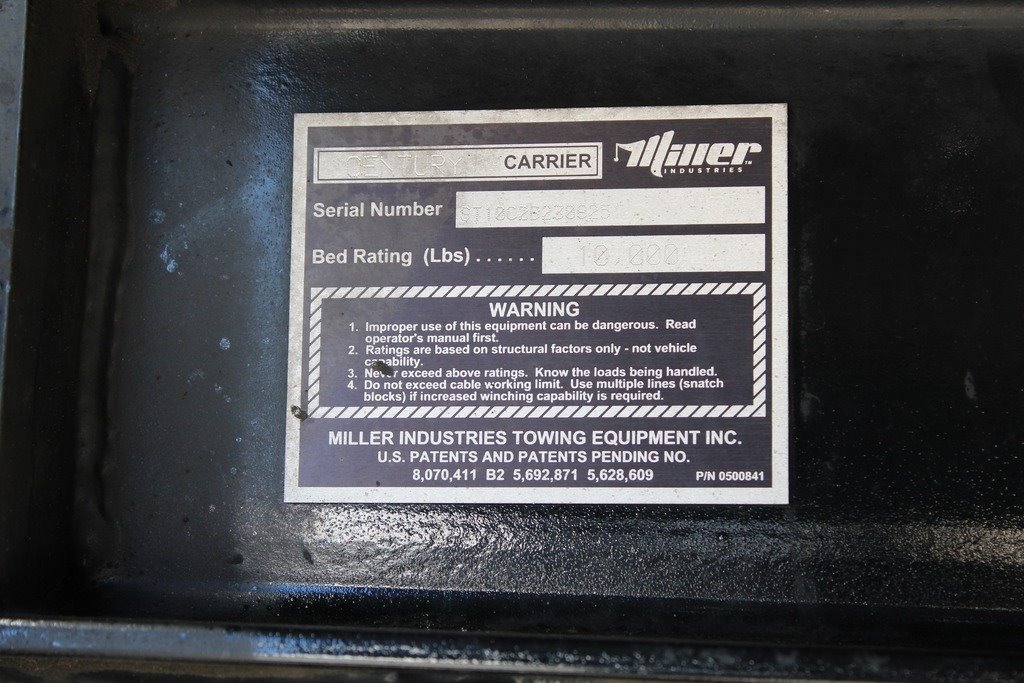 CENTURY CARRIER
Miller™
INDUSTRIES
Serial Number
Bed Rating (Lbs) ...... 10,000
WARNING
1. Improper use of this equipment can be dangerous. Read
operator's manual first.
2. Ratings are based on structural factors only - not vehicle
capability.
3. Never exceed above ratings. Know the loads being handled.
4. Do not exceed cable working limit. Use multiple lines (snatch
blocks) if increased winching capability is required.
MILLER INDUSTRIES TOWING EQUIPMENT INC.
U.S. PATENTS AND PATENTS PENDING NO.
8,070,411 B2 5,692,871 5,628,609
P/N 0500841